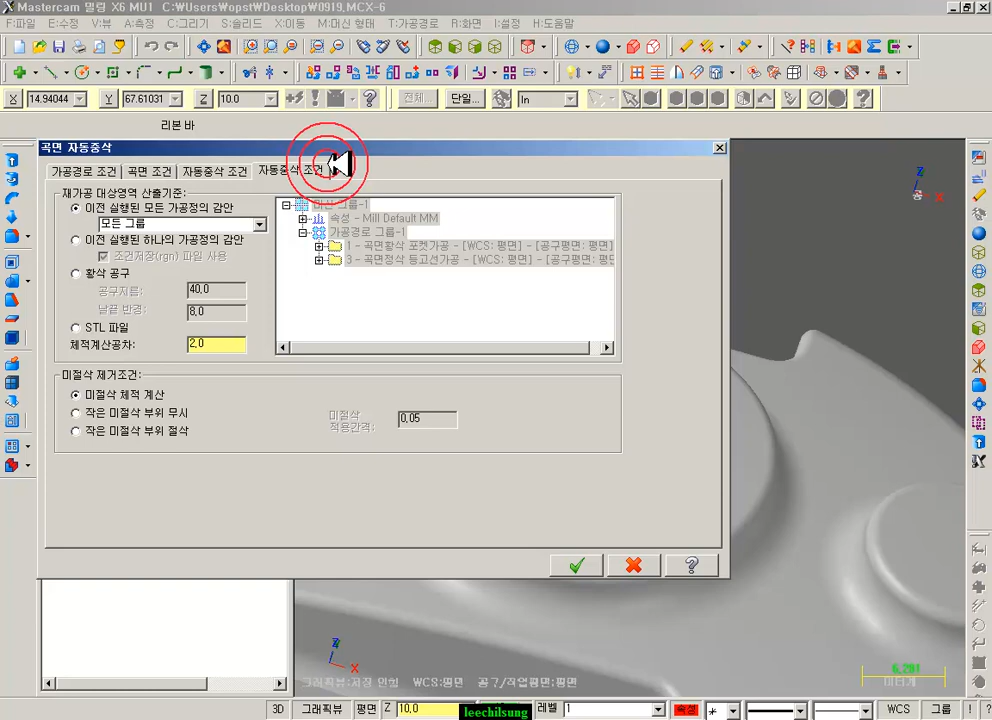 Mastercam 밀링 X6 MU1 C:₩Users₩opst₩Desktop₩0919.MCX-6
F:파일 E:수정 V:뷰 A:측정 C:그리기 S:솔리드 X:이동 M:머신 형태 T:가공경로 R:화면 I:설정 H:도움말
X 14.94044 Y 67.61031 Z 10.0 전체... 단일... In
리본 바
곡면 자동중삭
가공경로 조건 곡면 조건 자동중삭 조건 자동중삭 조건
재가공 대상영역 산출기준:
이전 실행된 모든 가공정의 감안
모든 그룹
이전 실행된 하나의 가공정의 감안
조건저장(rgn) 파일 사용
황삭 공구
공구지름: 40.0
날끝 반경: 8.0
STL 파일
체적계산공차: 2.0
머신 그룹-1
속성 - Mill Default MM
가공경로 그룹-1
1 - 곡면황삭 포켓가공 - [WCS: 평면] - [공구평면: 평면]
3 - 곡면정삭 등고선가공 - [WCS: 평면] - [공구평면:
미절삭 제거조건:
미절삭 체적 계산
작은 미절삭 부위 무시
작은 미절삭 부위 절삭
미절삭
적용간격: 0.05
Z
X
Z
X
그래픽뷰:지정 안됨 WCS:평면 공구/작업평면:평면
6.201
미터계
3D 그래픽뷰 평면 Z 10.0 레벨 1 속성 WCS 그룹 ! ?
leechilsung